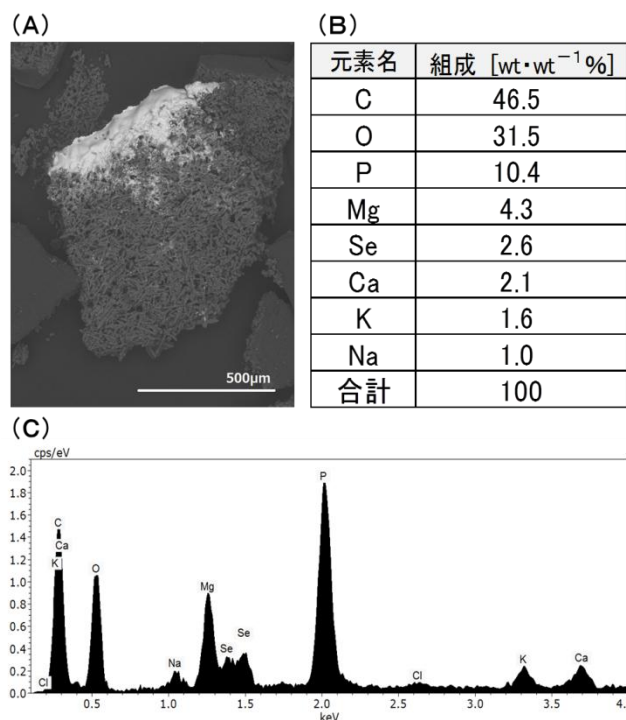 (A)
500μm
(B)
元素名 組成 [wt・wt⁻¹%]
C 46.5
O 31.5
P 10.4
Mg 4.3
Se 2.6
Ca 2.1
K 1.6
Na 1.0
合計 100
(C)
cps/eV
2.0
1.8
1.6
1.4
1.2
1.0
0.8
0.6
0.4
0.2
0.0
P
C
Ca
K
O
Mg
Se
Se
Na
K
Ca
Cl
Cl
0.5 1.0 1.5 2.0 2.5 3.0 3.5 4.
keV